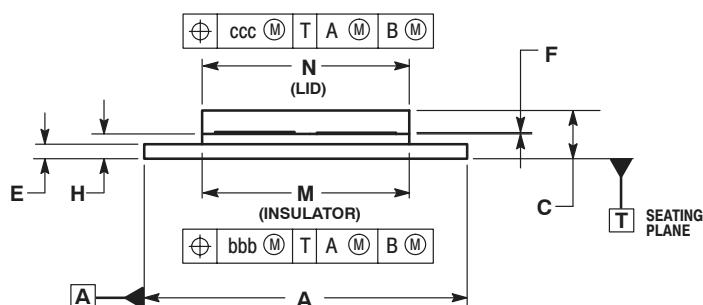 ⌖ ccc Ⓜ T A Ⓜ B Ⓜ
N
(LID)
F
E
H
M
(INSULATOR)
C
T
SEATING
PLANE
⌖ bbb Ⓜ T A Ⓜ B Ⓜ
A
A